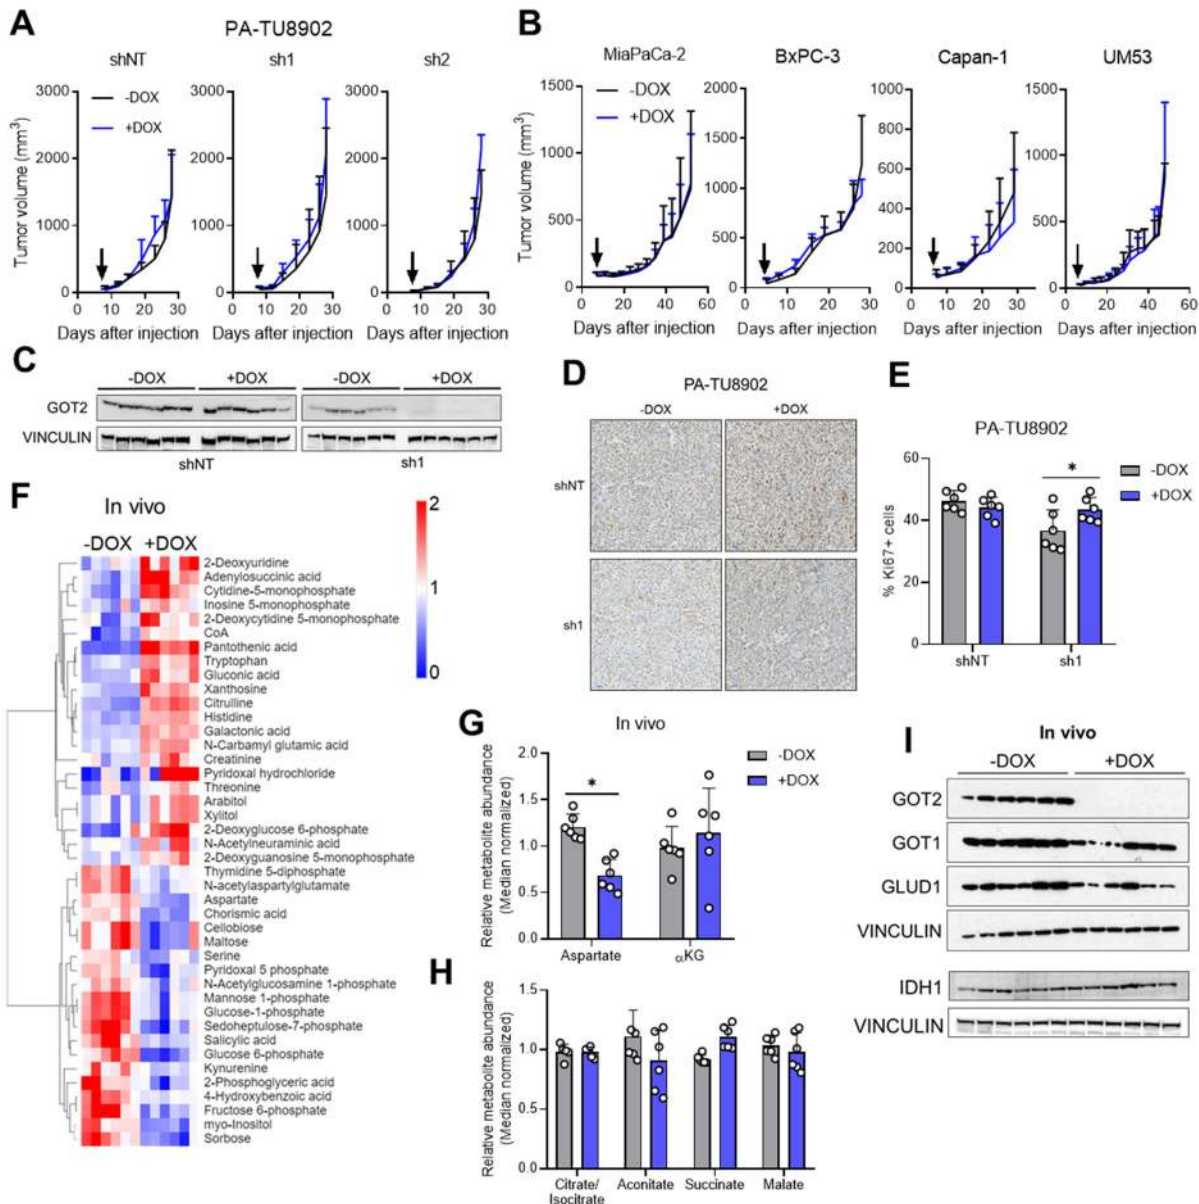 A
PA-TU8902
shNT
sh1
sh2
Tumor volume (mm³)
3000
2000
1000
0
-DOX
+DOX
0 10 20 30
Days after injection
3000
2000
1000
0
0 10 20 30
Days after injection
3000
2000
1000
0
0 10 20 30
Days after injection
B
MiaPaCa-2
BxPC-3
Capan-1
UM53
Tumor volume (mm³)
1500
1000
500
0
-DOX
+DOX
0 20 40 60
Days after injection
2000
1500
1000
500
0
0 10 20 30
Days after injection
1000
800
600
400
200
0
0 10 20 30
Days after injection
1500
1000
500
0
0 20 40 60
Days after injection
C
-DOX +DOX -DOX +DOX
GOT2
VINCULIN
shNT sh1
D
PA-TU8902
-DOX +DOX
shNT
sh1
E
PA-TU8902
% Ki67+ cells
60
40
20
0
*
-DOX
+DOX
shNT sh1
F
In vivo
-DOX +DOX
2
1
0
2-Deoxyuridine
Adenylosuccinic acid
Cytidine-5-monophosphate
Inosine 5-monophosphate
2-Deoxycytidine 5-monophosphate
CoA
Pantothenic acid
Tryptophan
Gluconic acid
Xanthosine
Citrulline
Histidine
Galactonic acid
N-Carbamyl glutamic acid
Creatinine
Pyridoxal hydrochloride
Threonine
Arabitol
Xylitol
2-Deoxyglucose 6-phosphate
N-Acetylneuraminic acid
2-Deoxyguanosine 5-monophosphate
Thymidine 5-diphosphate
N-acetylaspartylglutamate
Aspartate
Chorismic acid
Cellobiose
Maltose
Serine
Pyridoxal 5 phosphate
N-Acetylglucosamine 1-phosphate
Mannose 1-phosphate
Glucose-1-phosphate
Sedoheptulose-7-phosphate
Salicylic acid
Glucose 6-phosphate
Kynurenine
2-Phosphoglyceric acid
4-Hydroxybenzoic acid
Fructose 6-phosphate
myo-Inositol
Sorbose
G
In vivo
Relative metabolite abundance
(Median normalized)
2.0
1.5
1.0
0.5
0.0
*
-DOX
+DOX
Aspartate αKG
H
Relative metabolite abundance
(Median normalized)
1.5
1.0
0.5
0.0
Citrate/
Isocitrate
Aconitate
Succinate
Malate
I
In vivo
-DOX +DOX
GOT2
GOT1
GLUD1
VINCULIN
IDH1
VINCULIN